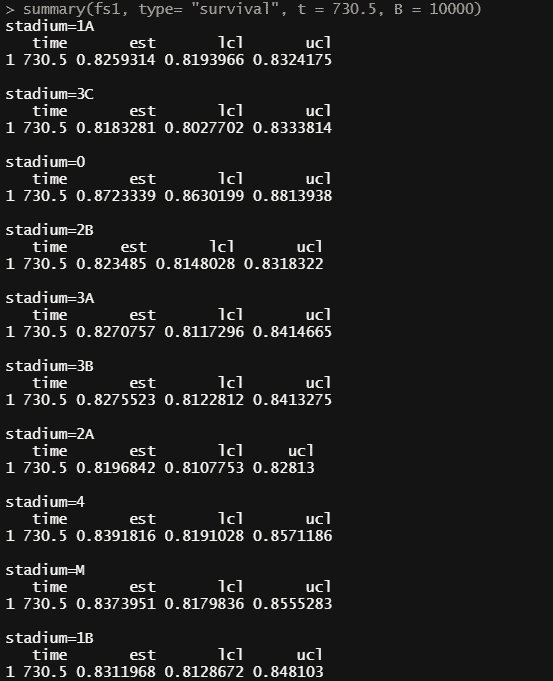 > summary(fs1, type= "survival", t = 730.5, B = 10000)
stadium=1A
time est lcl ucl
1 730.5 0.8259314 0.8193966 0.8324175
stadium=3C
time est lcl ucl
1 730.5 0.8183281 0.8027702 0.8333814
stadium=0
time est lcl ucl
1 730.5 0.8723339 0.8630199 0.8813938
stadium=2B
time est lcl ucl
1 730.5 0.823485 0.8148028 0.8318322
stadium=3A
time est lcl ucl
1 730.5 0.8270757 0.8117296 0.8414665
stadium=3B
time est lcl ucl
1 730.5 0.8275523 0.8122812 0.8413275
stadium=2A
time est lcl ucl
1 730.5 0.8196842 0.8107753 0.82813
stadium=4
time est lcl ucl
1 730.5 0.8391816 0.8191028 0.8571186
stadium=M
time est lcl ucl
1 730.5 0.8373951 0.8179836 0.8555283
stadium=1B
time est lcl ucl
1 730.5 0.8311968 0.8128672 0.848103